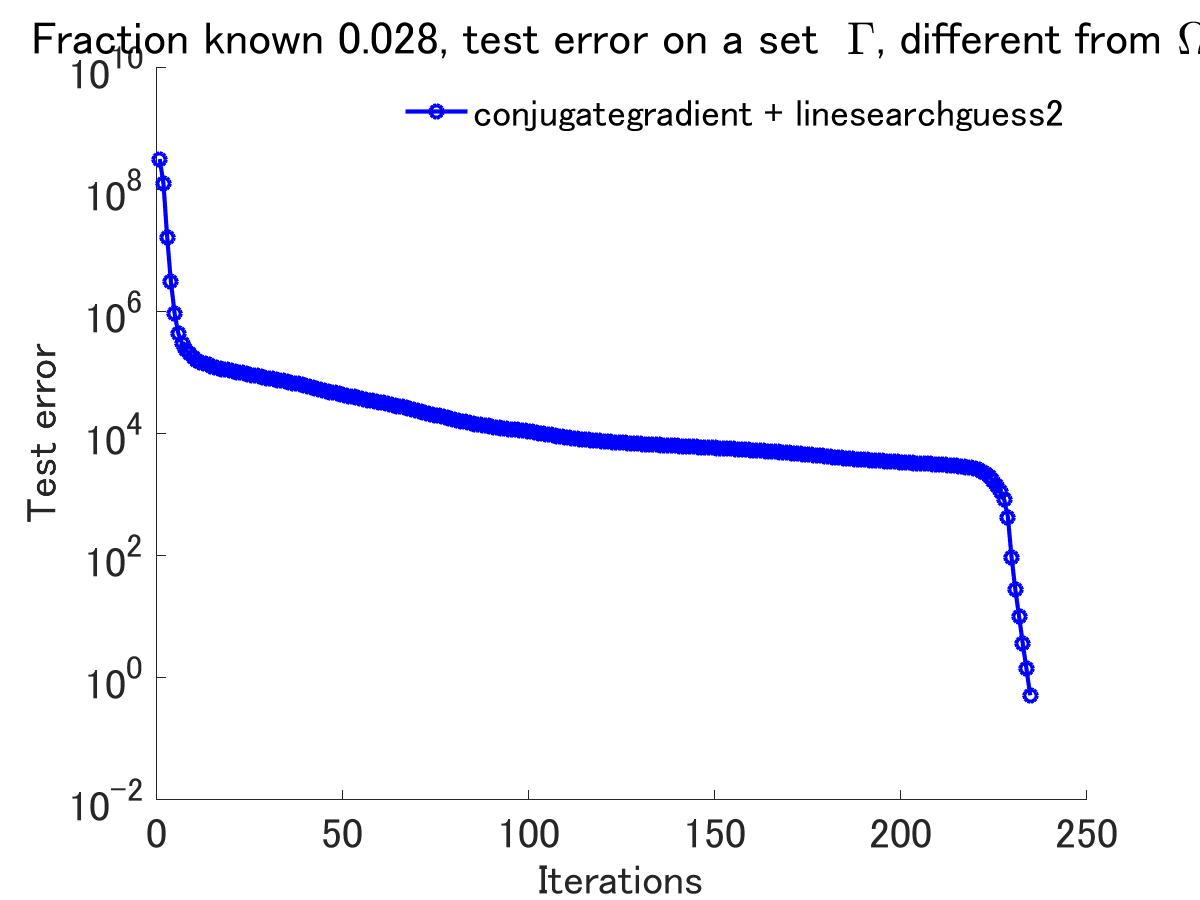 Fraction known 0.028, test error on a set Γ, different from Ω
conjugategradient + linesearchguess2
Test error
10^10
10^8
10^6
10^4
10^2
10^0
10^−2
0 50 100 150 200 250
Iterations